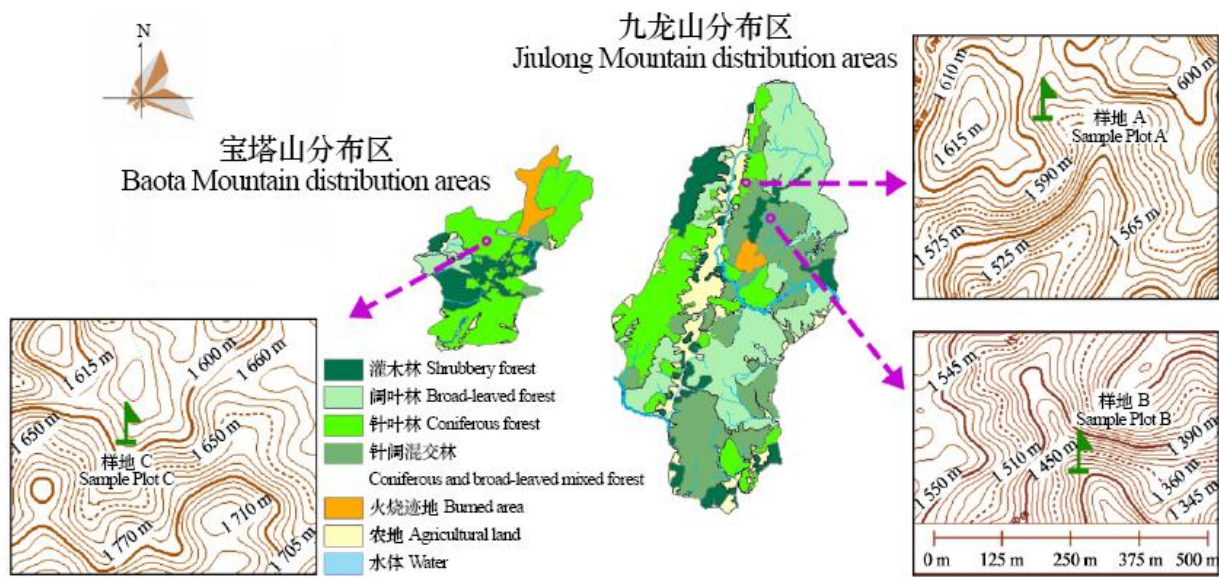 N
宝塔山分布区
Baota Mountain distribution areas
九龙山分布区
Jiulong Mountain distribution areas
1 610 m
1 600 m
样地 A
Sample Plot A
1 615 m
1 590 m
1 575 m
1 565 m
1 525 m
1 545 m
样地 B
Sample Plot B
1 510 m
1 450 m
1 390 m
1 550 m
1 360 m
1 345 m
0 m
125 m
250 m
375 m
500 m
1 615 m
1 600 m
1 660 m
1 650 m
1 650 m
样地 C
Sample Plot C
1 710 m
1 770 m
1 705 m
灌木林 Shrubbery forest
阔叶林 Broad-leaved forest
针叶林 Coniferous forest
针阔混交林
Coniferous and broad-leaved mixed forest
火烧迹地 Burned area
农地 Agricultural land
水体 Water